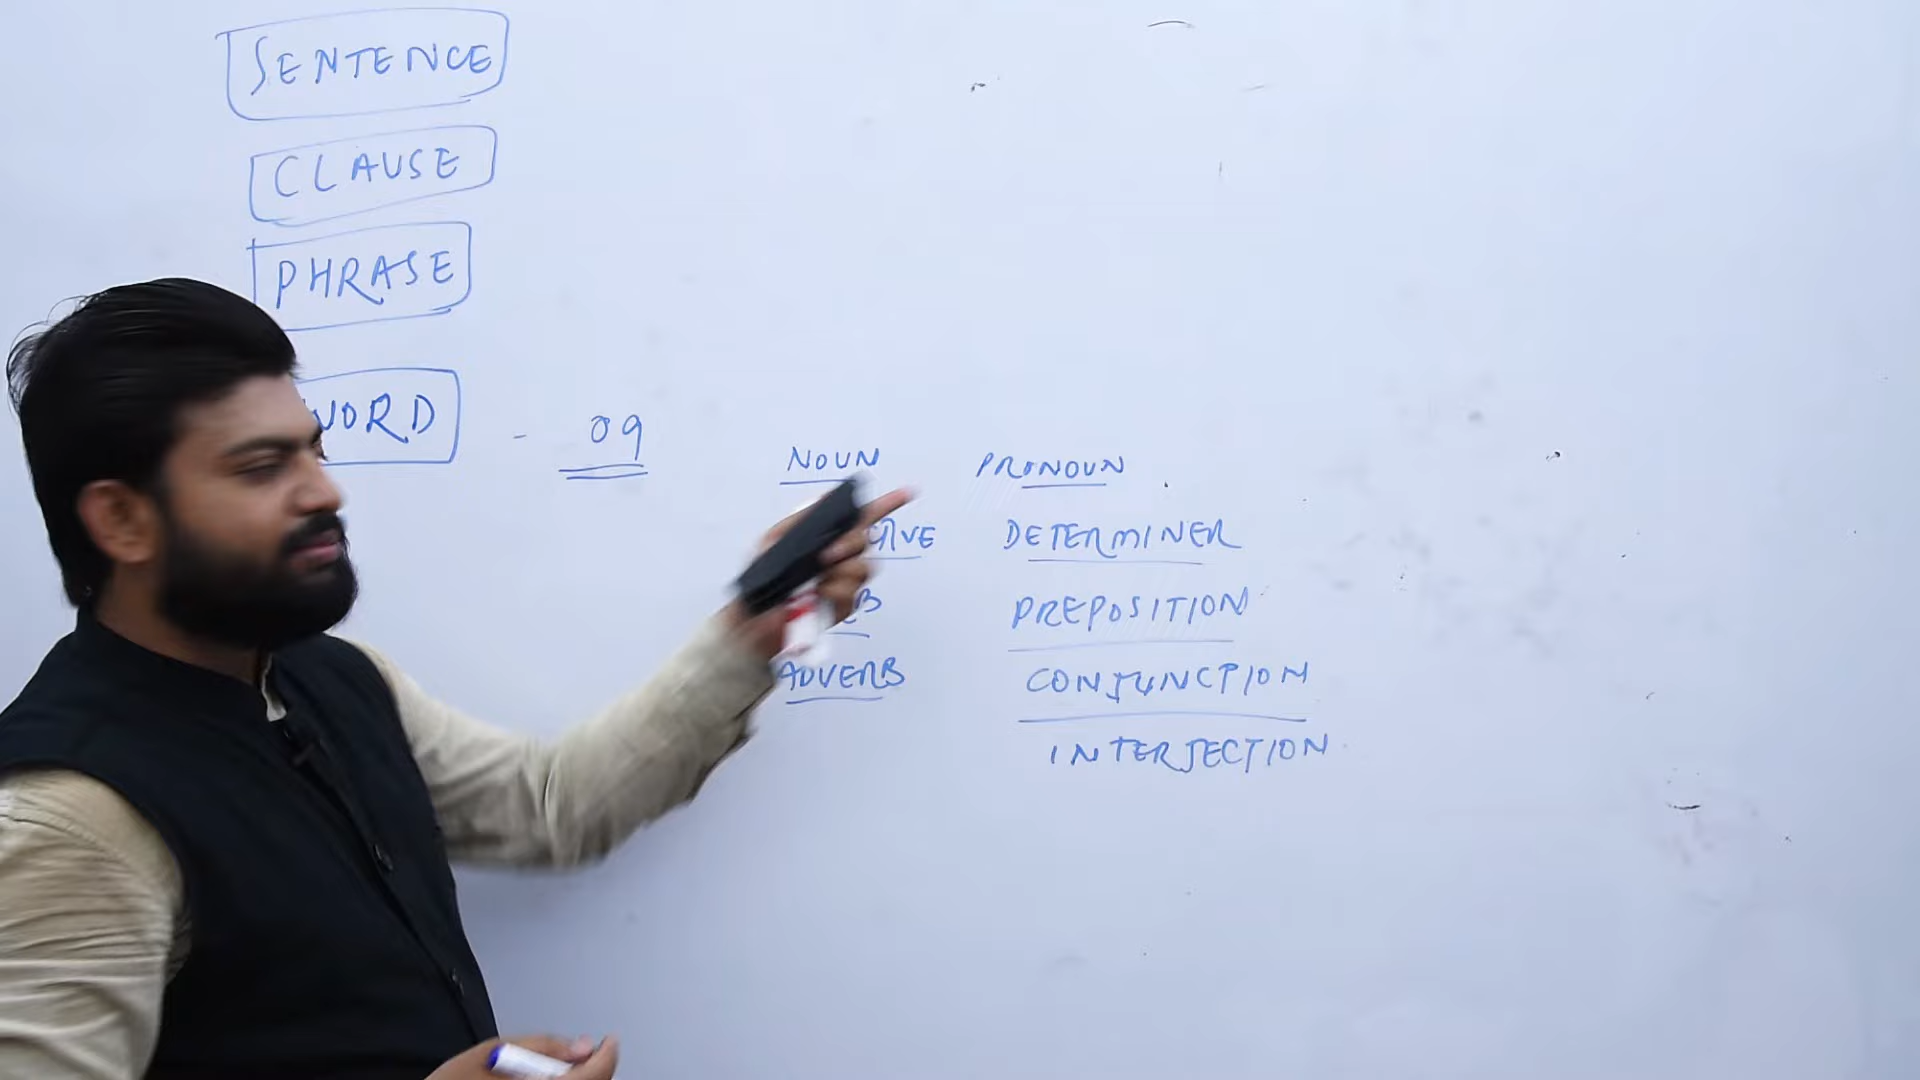 SENTENCE
CLAUSE
PHRASE
WORD - 09
NOUN PRONOUN
DETERMINER
PREPOSITION
ADVERB CONJUNCTION
INTERJECTION